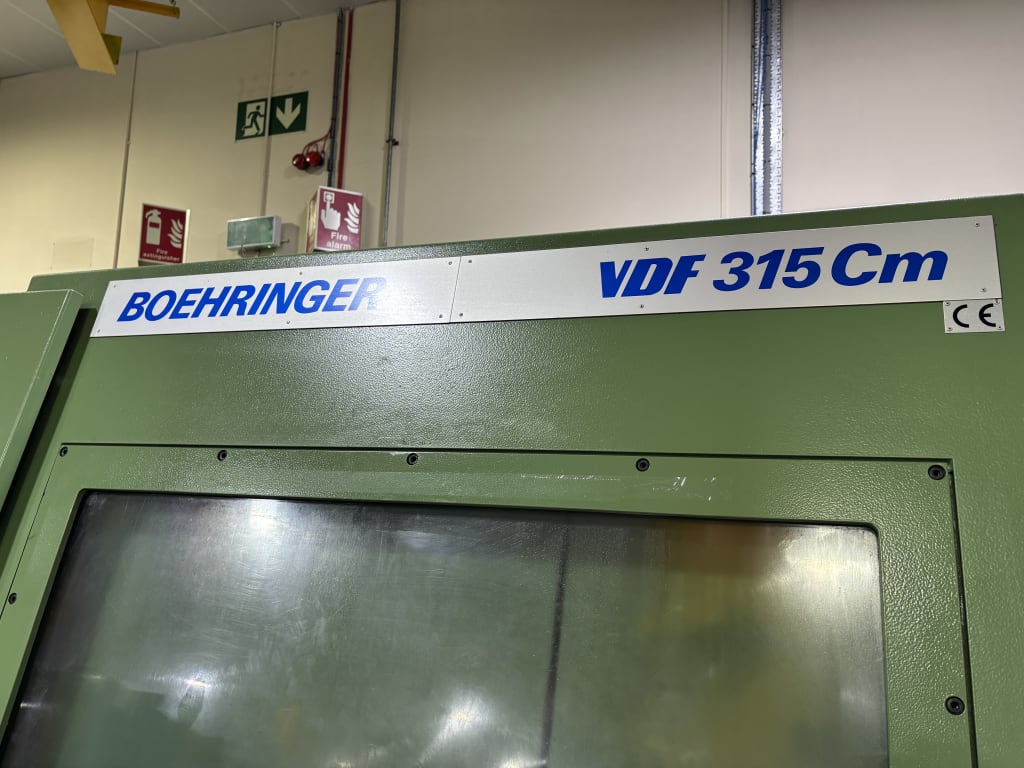 Fire
extinguisher
Fire
alarm
BOEHRINGER
VDF 315 Cm
CE